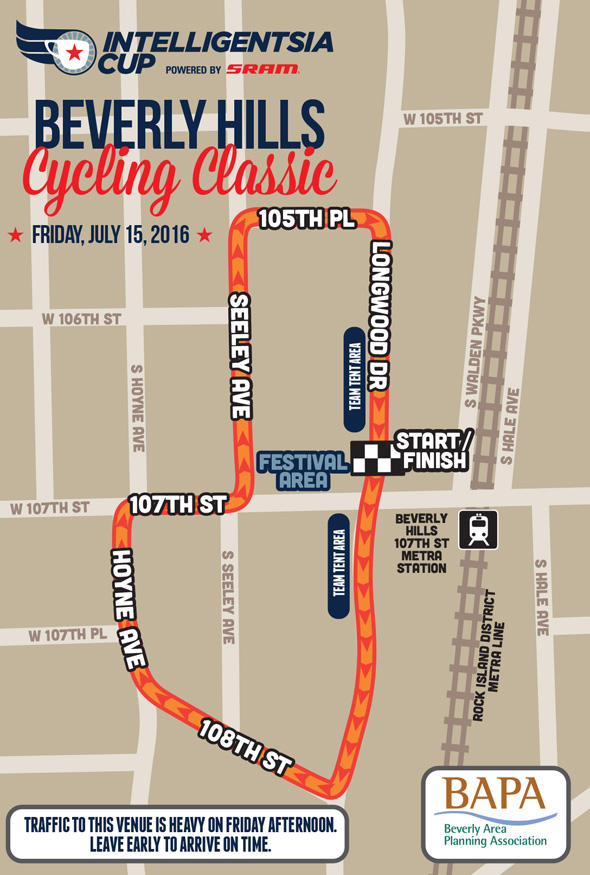 INTELLIGENTSIA
CUP
POWERED BY SRAM
BEVERLY HILLS
Cycling Classic
FRIDAY, JULY 15, 2016
W 105TH ST
105TH PL
LONGWOOD DR
SEELEY AVE
W 106TH ST
S HOYNE AVE
TEAM TENT AREA
S WALDEN PKWY
S HALE AVE
START/
FINISH
FESTIVAL
AREA
107TH ST
W 107TH ST
BEVERLY
HILLS
107TH ST
METRA
STATION
TEAM TENT AREA
HOYNE AVE
S SEELEY AVE
S HALE AVE
W 107TH PL
ROCK ISLAND DISTRICT
METRA LINE
108TH ST
TRAFFIC TO THIS VENUE IS HEAVY ON FRIDAY AFTERNOON.
LEAVE EARLY TO ARRIVE ON TIME.
BAPA
Beverly Area
Planning Association